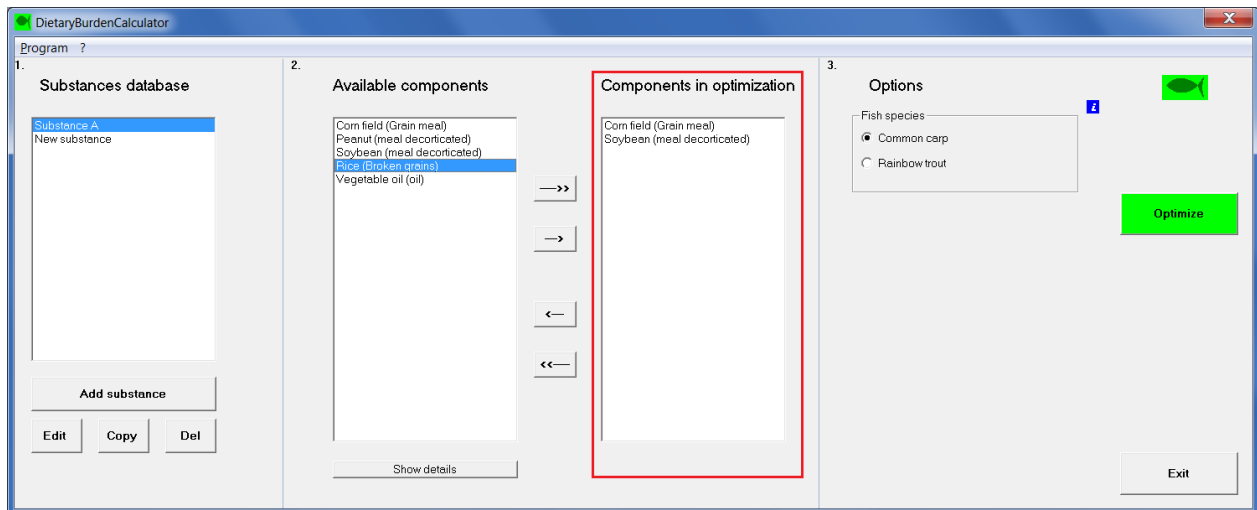 DietaryBurdenCalculator
X
Program ?
1.
Substances database
Substance A
New substance
Add substance
Edit Copy Del
2.
Available components
Corn field (Grain meal)
Peanut (meal decorticated)
Soybean (meal decorticated)
Rice (Broken grains)
Vegetable oil (oil)
—>>
—>
<—
<<—
Show details
Components in optimization
Corn field (Grain meal)
Soybean (meal decorticated)
3.
Options
i
Fish species
Common carp
Rainbow trout
Optimize
Exit